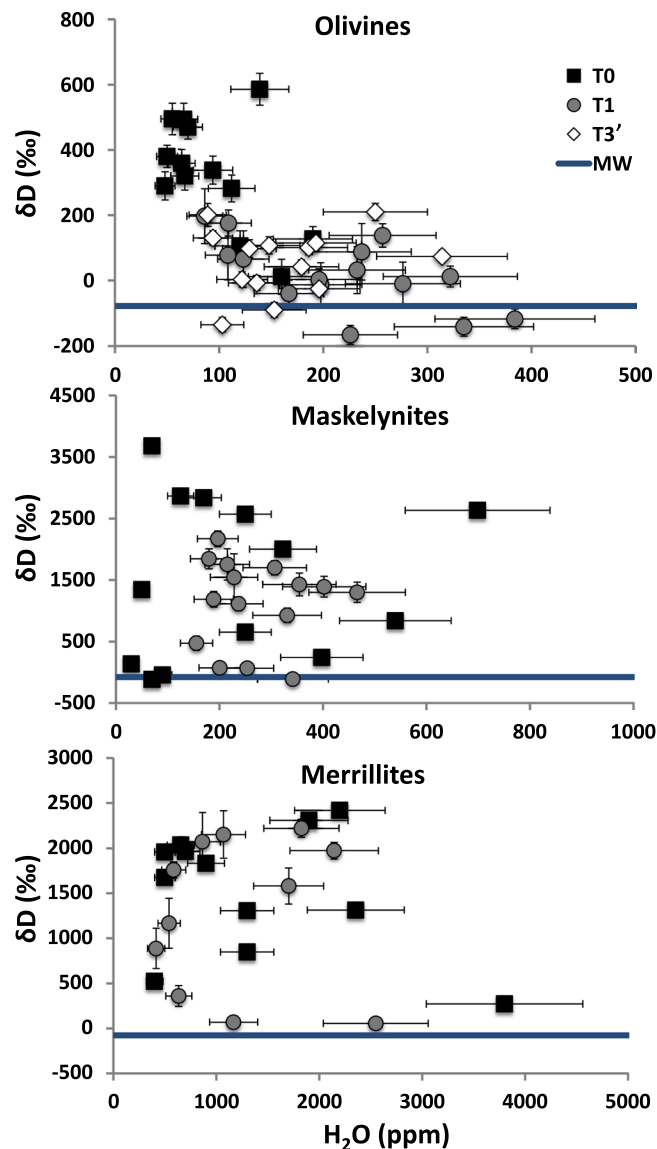 Olivines
800
600
400
200
0
-200
δD (‰)
T0
T1
T3′
MW
0 100 200 300 400 500
Maskelynites
4500
3500
2500
1500
500
-500
δD (‰)
0 200 400 600 800 1000
Merrillites
3000
2500
2000
1500
1000
500
0
-500
δD (‰)
0 1000 2000 3000 4000 5000
H₂O (ppm)